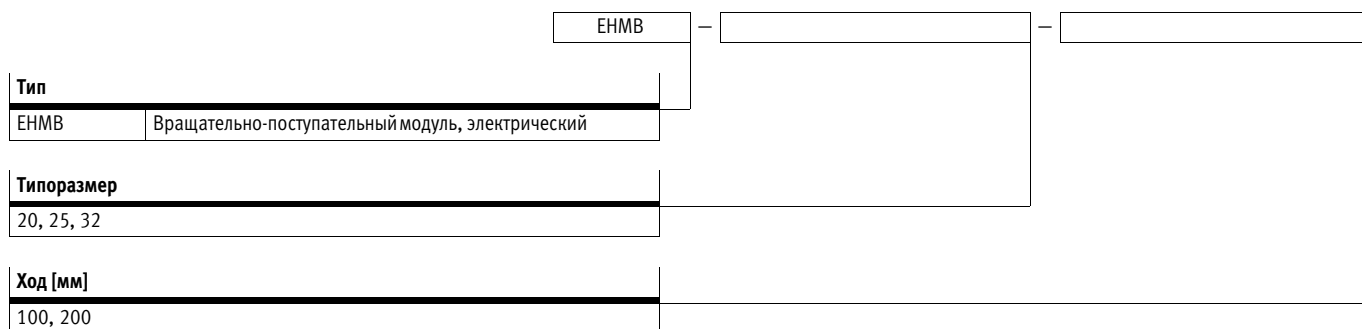 EHMB – –
Тип
EHMB Вращательно-поступательный модуль, электрический
Типоразмер
20, 25, 32
Ход [мм]
100, 200